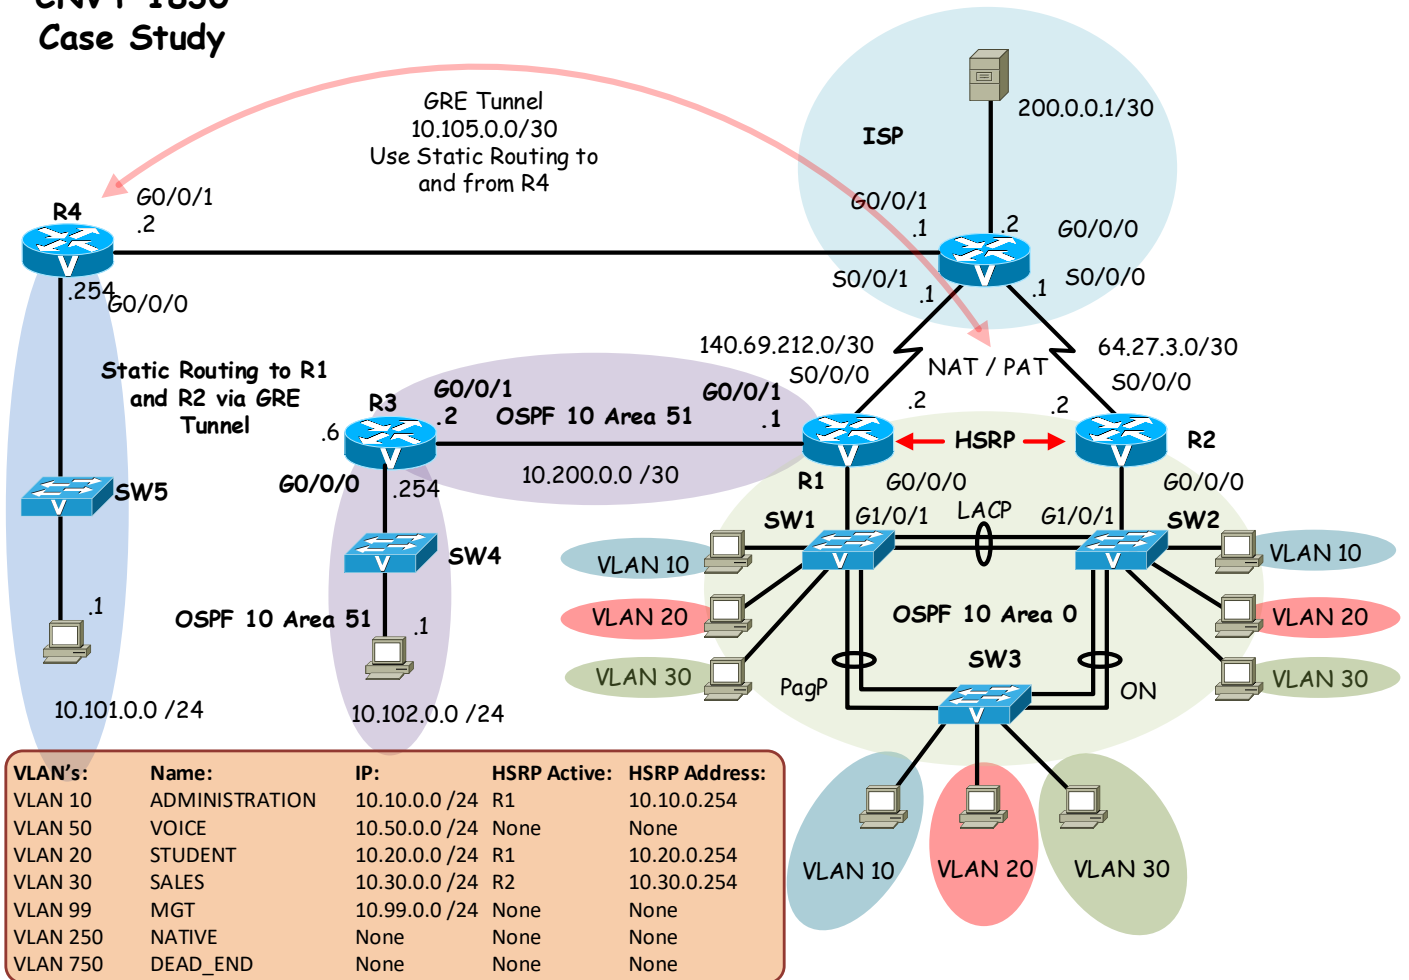 Case Study
GRE Tunnel
10.105.0.0/30
Use Static Routing to
and from R4
200.0.0.1/30
ISP
G0/0/1
.1
.2
G0/0/0
S0/0/1
.1
.1
S0/0/0
R4
G0/0/1
.2
.254
G0/0/0
140.69.212.0/30
64.27.3.0/30
NAT / PAT
S0/0/0
S0/0/0
.2
.2
Static Routing to R1
and R2 via GRE
Tunnel
R3
G0/0/1
.2
OSPF 10 Area 51
G0/0/1
.1
.6
HSRP
R2
10.200.0.0 /30
R1
G0/0/0
G0/0/0
G0/0/0
.254
SW5
SW1
G1/0/1
LACP
G1/0/1
SW2
SW4
VLAN 10
VLAN 10
VLAN 20
OSPF 10 Area 0
VLAN 20
.1
OSPF 10 Area 51
.1
SW3
VLAN 30
PagP
ON
VLAN 30
10.101.0.0 /24
10.102.0.0 /24
VLAN 10
VLAN 20
VLAN 30
VLAN's: Name: IP: HSRP Active: HSRP Address:
VLAN 10 ADMINISTRATION 10.10.0.0 /24 R1 10.10.0.254
VLAN 50 VOICE 10.50.0.0 /24 None None
VLAN 20 STUDENT 10.20.0.0 /24 R1 10.20.0.254
VLAN 30 SALES 10.30.0.0 /24 R2 10.30.0.254
VLAN 99 MGT 10.99.0.0 /24 None None
VLAN 250 NATIVE None None None
VLAN 750 DEAD_END None None None